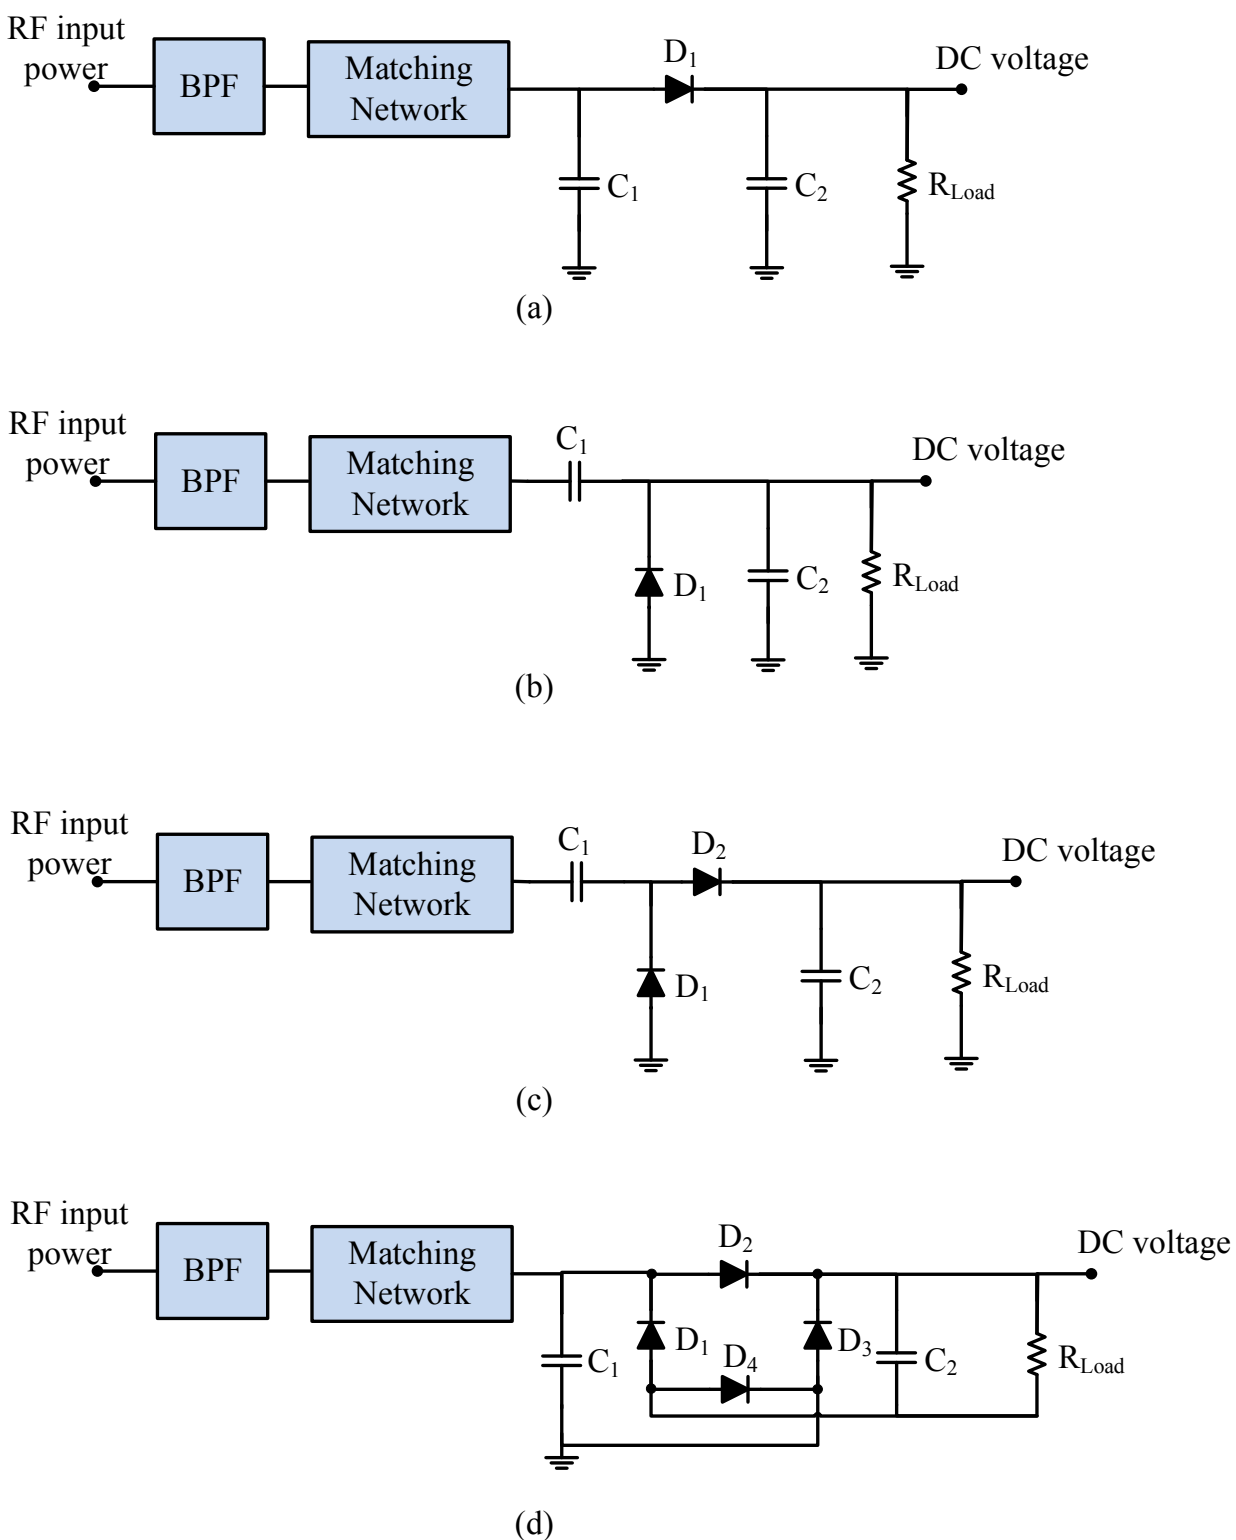 RF input
power
BPF
Matching
Network
D1
DC voltage
C1
C2
RLoad
(a)
RF input
power
BPF
Matching
Network
C1
DC voltage
D1
C2
RLoad
(b)
RF input
power
BPF
Matching
Network
C1
D2
DC voltage
D1
C2
RLoad
(c)
RF input
power
BPF
Matching
Network
D2
DC voltage
C1
D1
D4
D3
C2
RLoad
(d)